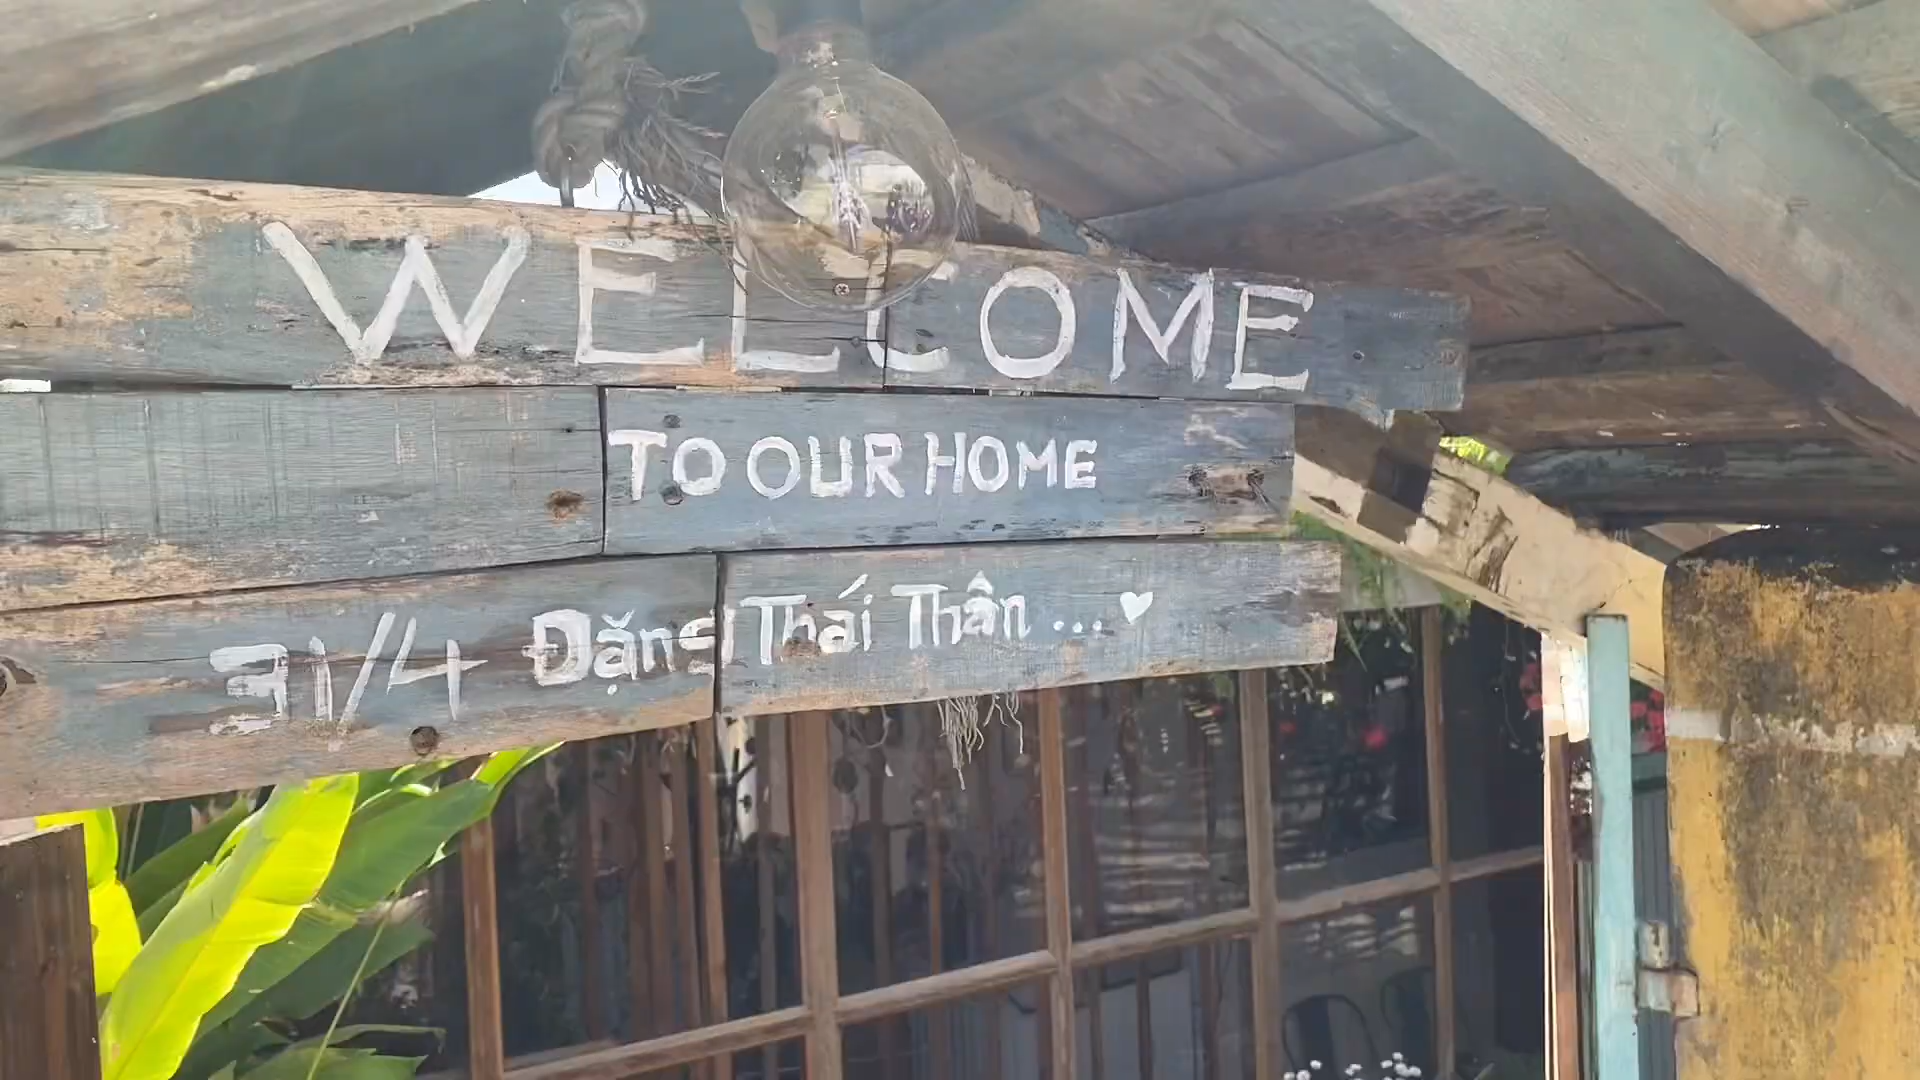 WELCOME
TO OUR HOME
31/4 Đặng Thái Thân ... ♥